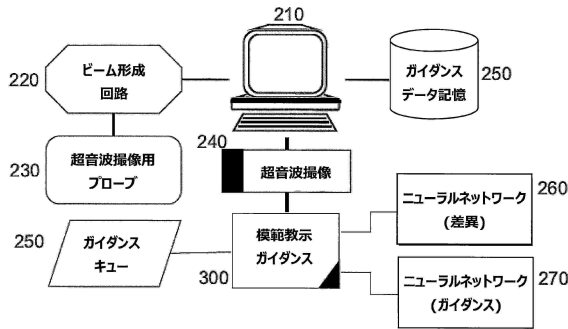 210
220
ビーム形成
回路
ガイダンス
データ記憶
250
230
超音波撮像用
プローブ
240
超音波撮像
250
ガイダンス
キュー
模範教示
ガイダンス
300
ニューラルネットワーク
(差異)
260
ニューラルネットワーク
(ガイダンス)
270